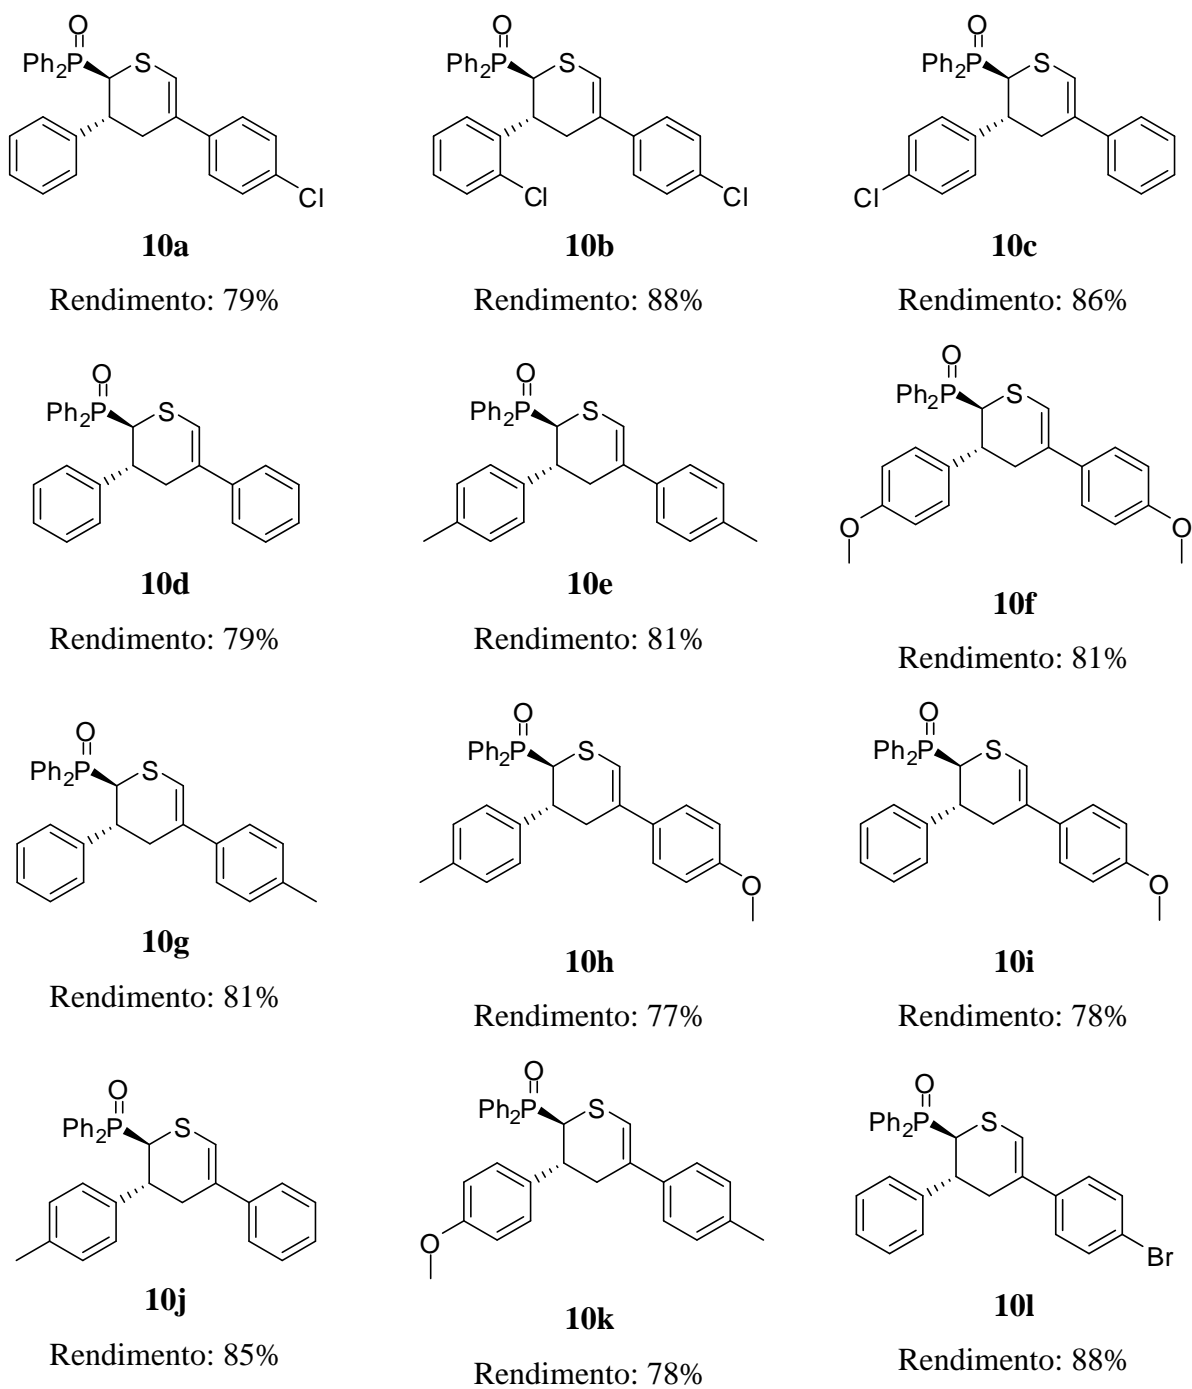 O O O
Ph2P S Ph2P S Ph2P S
Cl Cl Cl Cl
10a 10b 10c
Rendimento: 79% Rendimento: 88% Rendimento: 86%
O O O
Ph2P S Ph2P S Ph2P S
O O
10d 10e 10f
Rendimento: 79% Rendimento: 81% Rendimento: 81%
O O O
Ph2P S Ph2P S Ph2P S
O O
10g 10h 10i
Rendimento: 81% Rendimento: 77% Rendimento: 78%
O O O
Ph2P S Ph2P S Ph2P S
O Br
10j 10k 10l
Rendimento: 85% Rendimento: 78% Rendimento: 88%